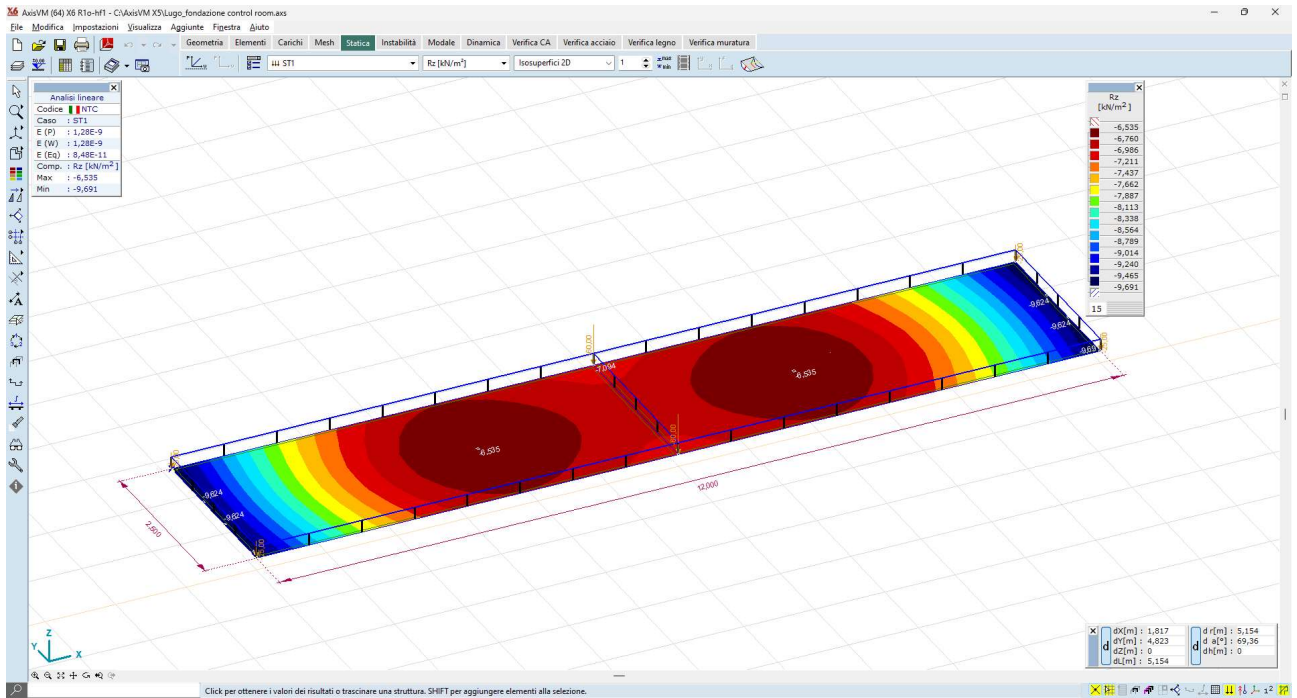 X6 AxisVM (64) X6 R1o-hf1 - C:\AxisVM X5\Lugo_fondazione control room.axs
File Modifica Impostazioni Visualizza Aggiunte Finestra Aiuto
Geometria Elementi Carichi Mesh Statica Instabilità Modale Dinamica Verifica CA Verifica acciaio Verifica legno Verifica muratura
ST1 Rz [kN/m²] Isosuperfici 2D 1
Analisi lineare
Codice NTC
Caso : ST1
E (P) : 1,28E-9
E (W) : 1,28E-9
E (Eq) : 8,48E-11
Comp. : Rz [kN/m²]
Max : -6,535
Min : -9,691
Rz
[kN/m²]
-6,535
-6,760
-6,986
-7,211
-7,437
-7,662
-7,887
-8,113
-8,338
-8,564
-8,789
-9,014
-9,240
-9,465
-9,691
15
-9,624
-9,624
-7,094
-6,535
-6,535
12,000
-9,624
-9,624
2,500
dX[m] : 1,817
dY[m] : 4,823
dZ[m] : 0
dL[m] : 5,154
d
d r[m] : 5,154
d a[°] : 69,36
dh[m] : 0
d
Z
Y
X
Click per ottenere i valori dei risultati o trascinare una struttura. SHIFT per aggiungere elementi alla selezione.